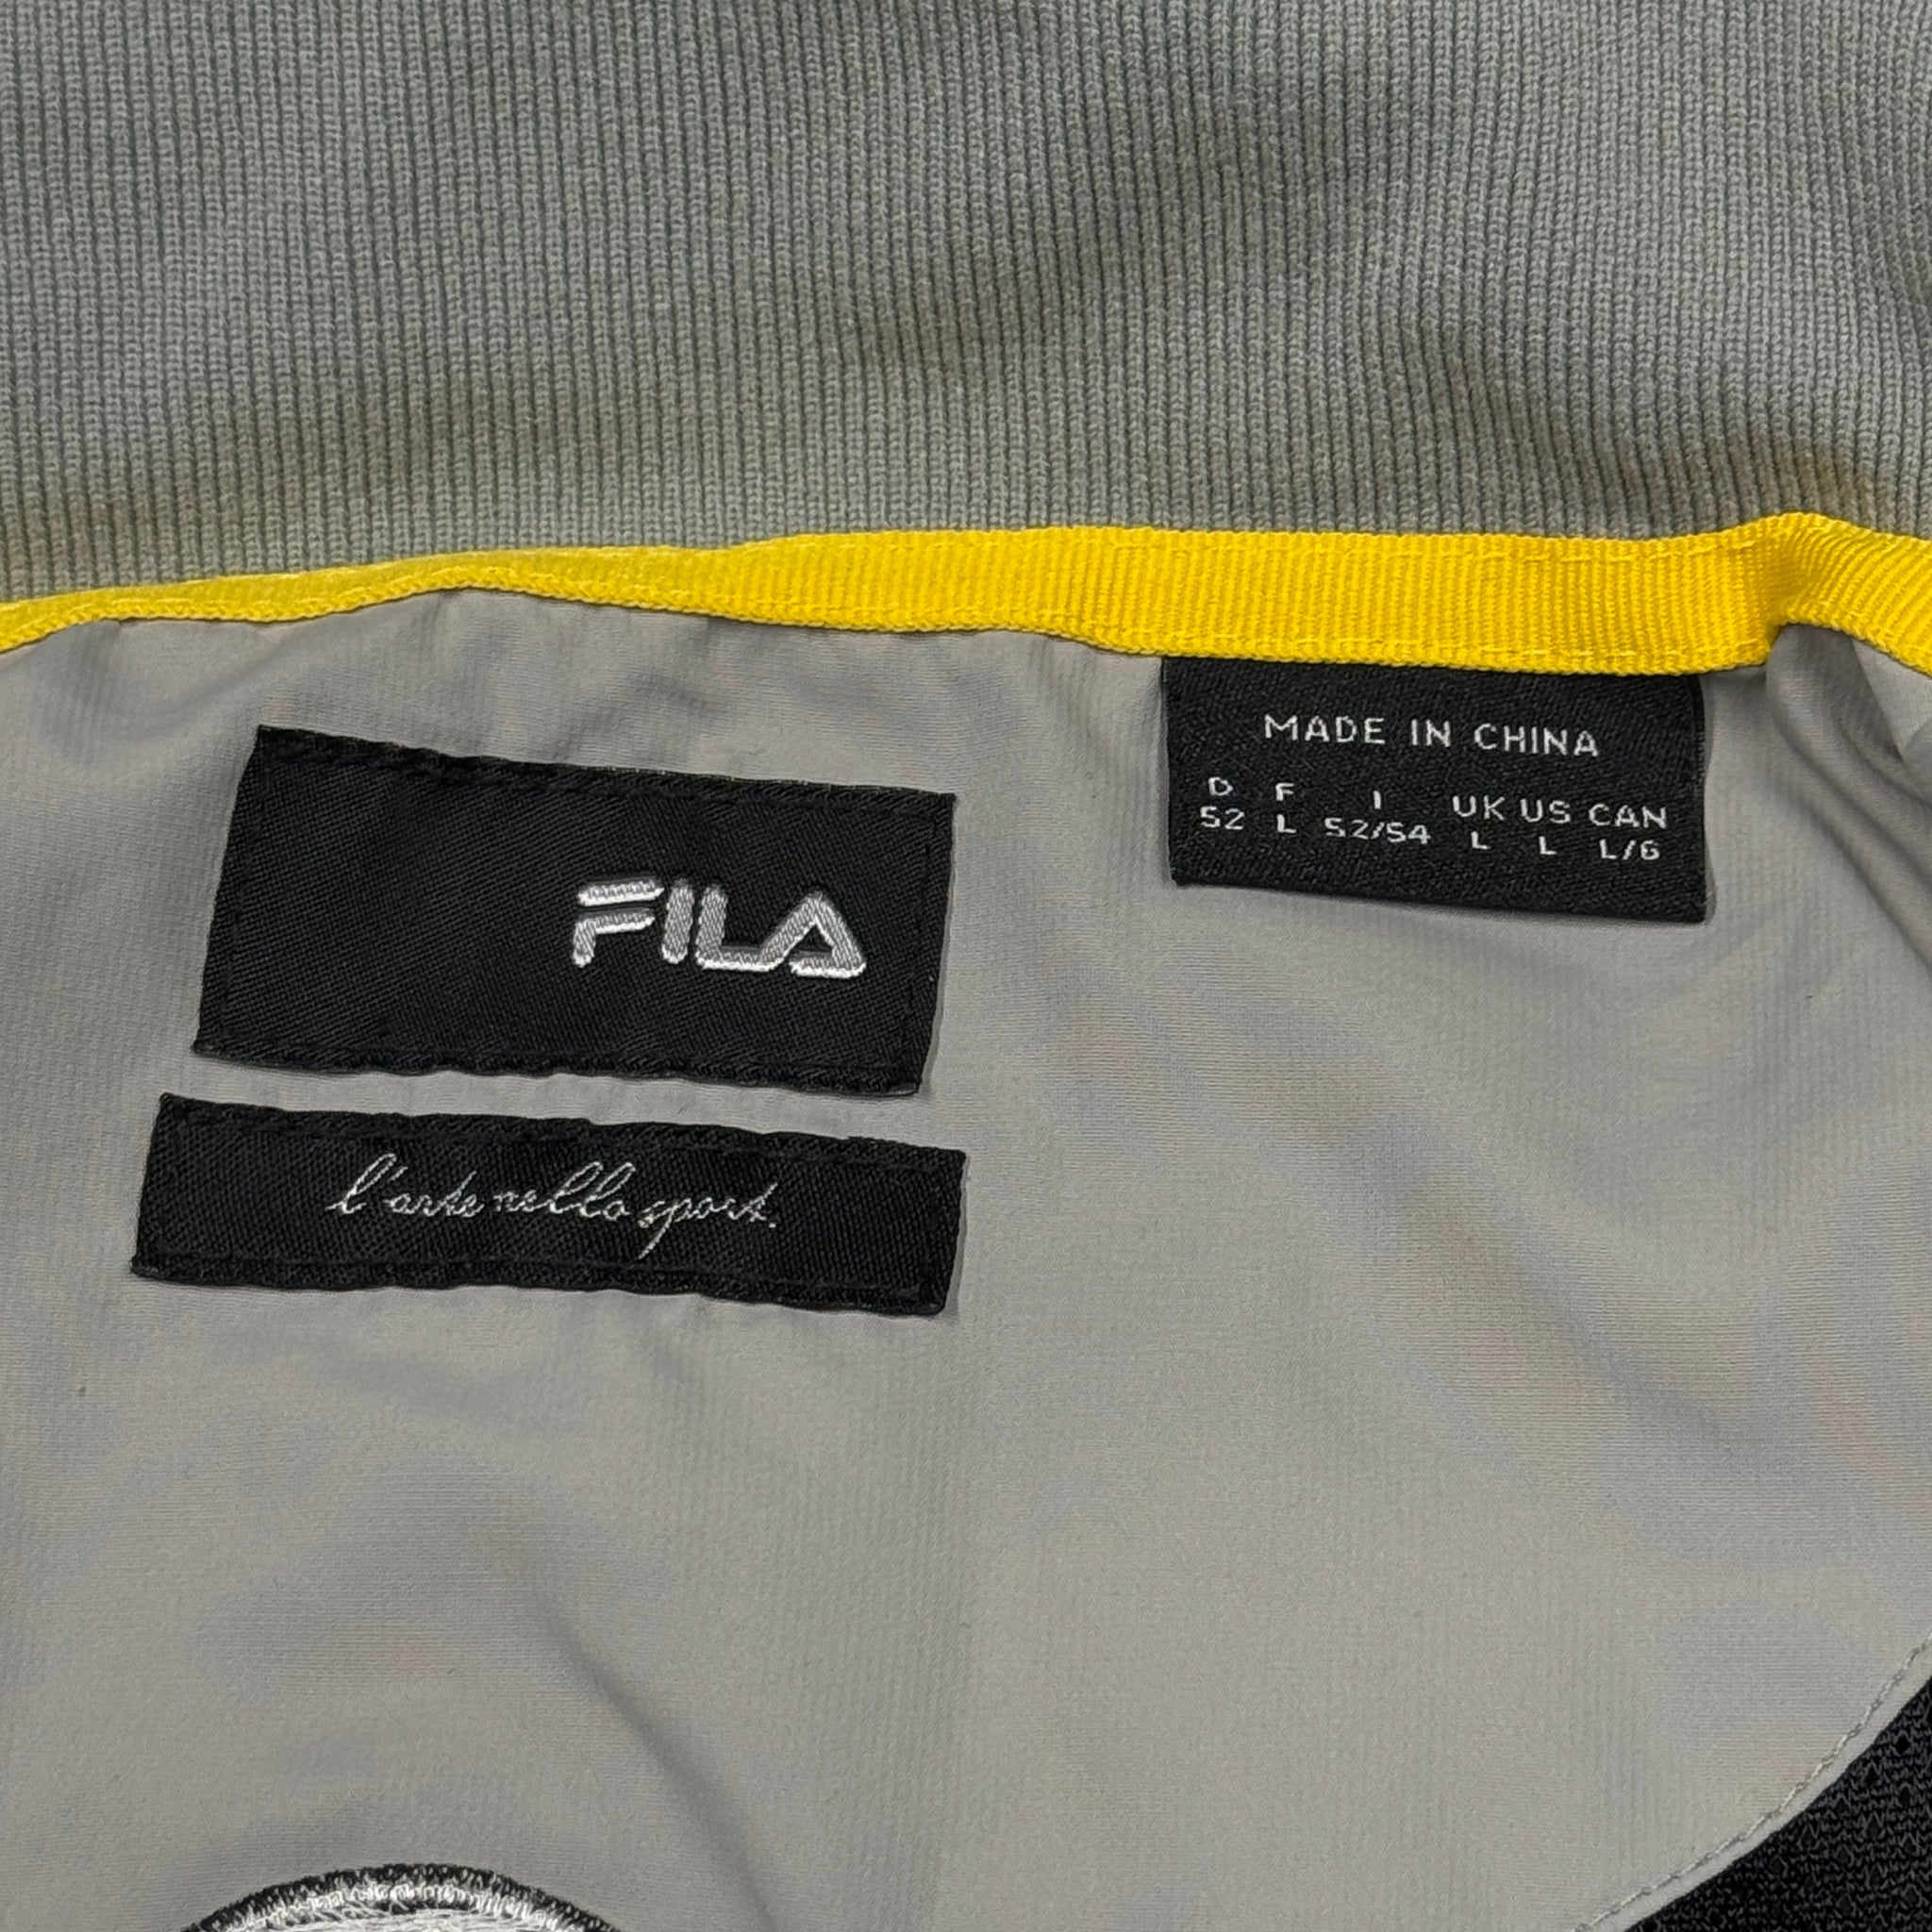 MADE IN CHINA
D F I UK US CAN
52 L 52/54 L L L/G
FILA
l'arte nello sport.